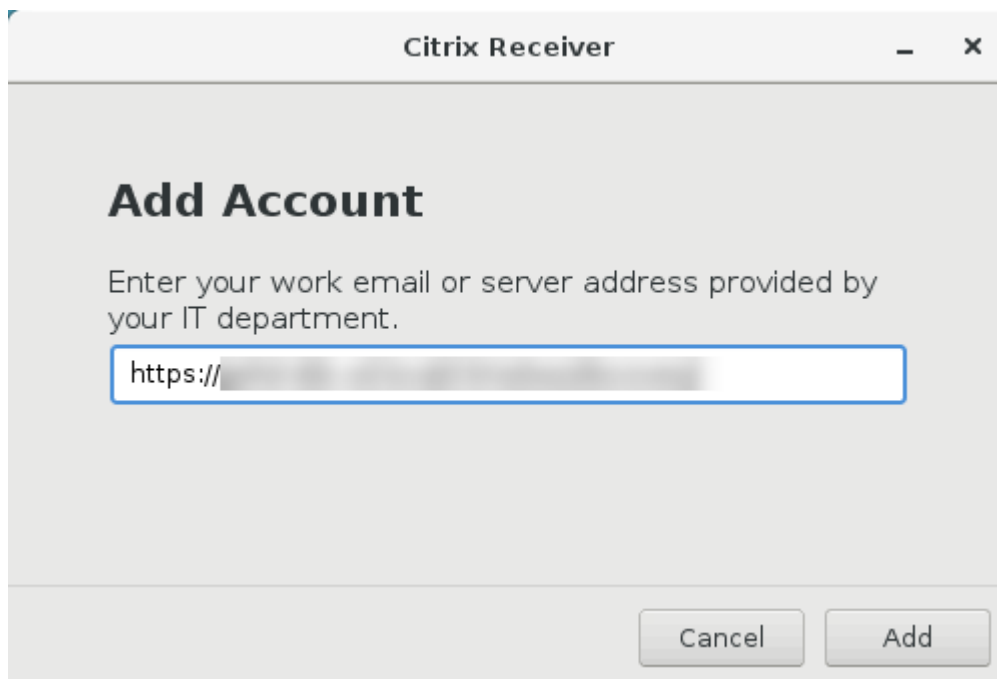 Citrix Receiver
Add Account
Enter your work email or server address provided by
your IT department.
https://
Cancel
Add